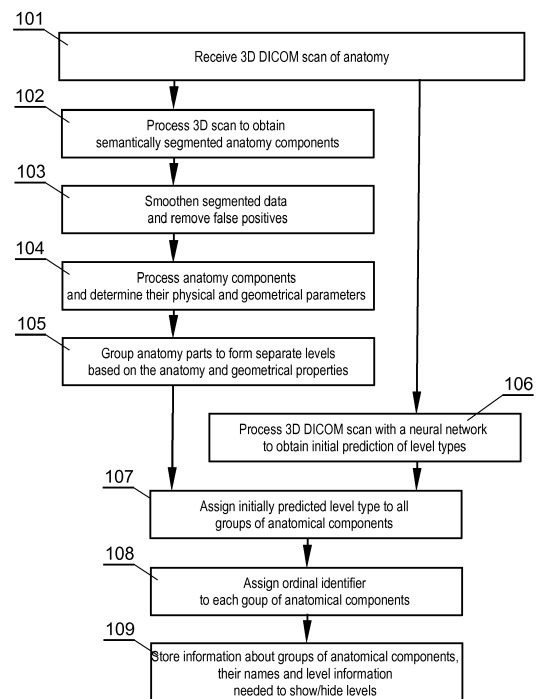 101
Receive 3D DICOM scan of anatomy
102
Process 3D scan to obtain
semantically segmented anatomy components
103
Smoothen segmented data
and remove false positives
104
Process anatomy components
and determine their physical and geometrical parameters
105
Group anatomy parts to form separate levels
based on the anatomy and geometrical properties
106
Process 3D DICOM scan with a neural network
to obtain initial prediction of level types
107
Assign initially predicted level type to all
groups of anatomical components
108
Assign ordinal identifier
to each goup of anatomical components
109
Store information about groups of anatomical components,
their names and level information
needed to show/hide levels